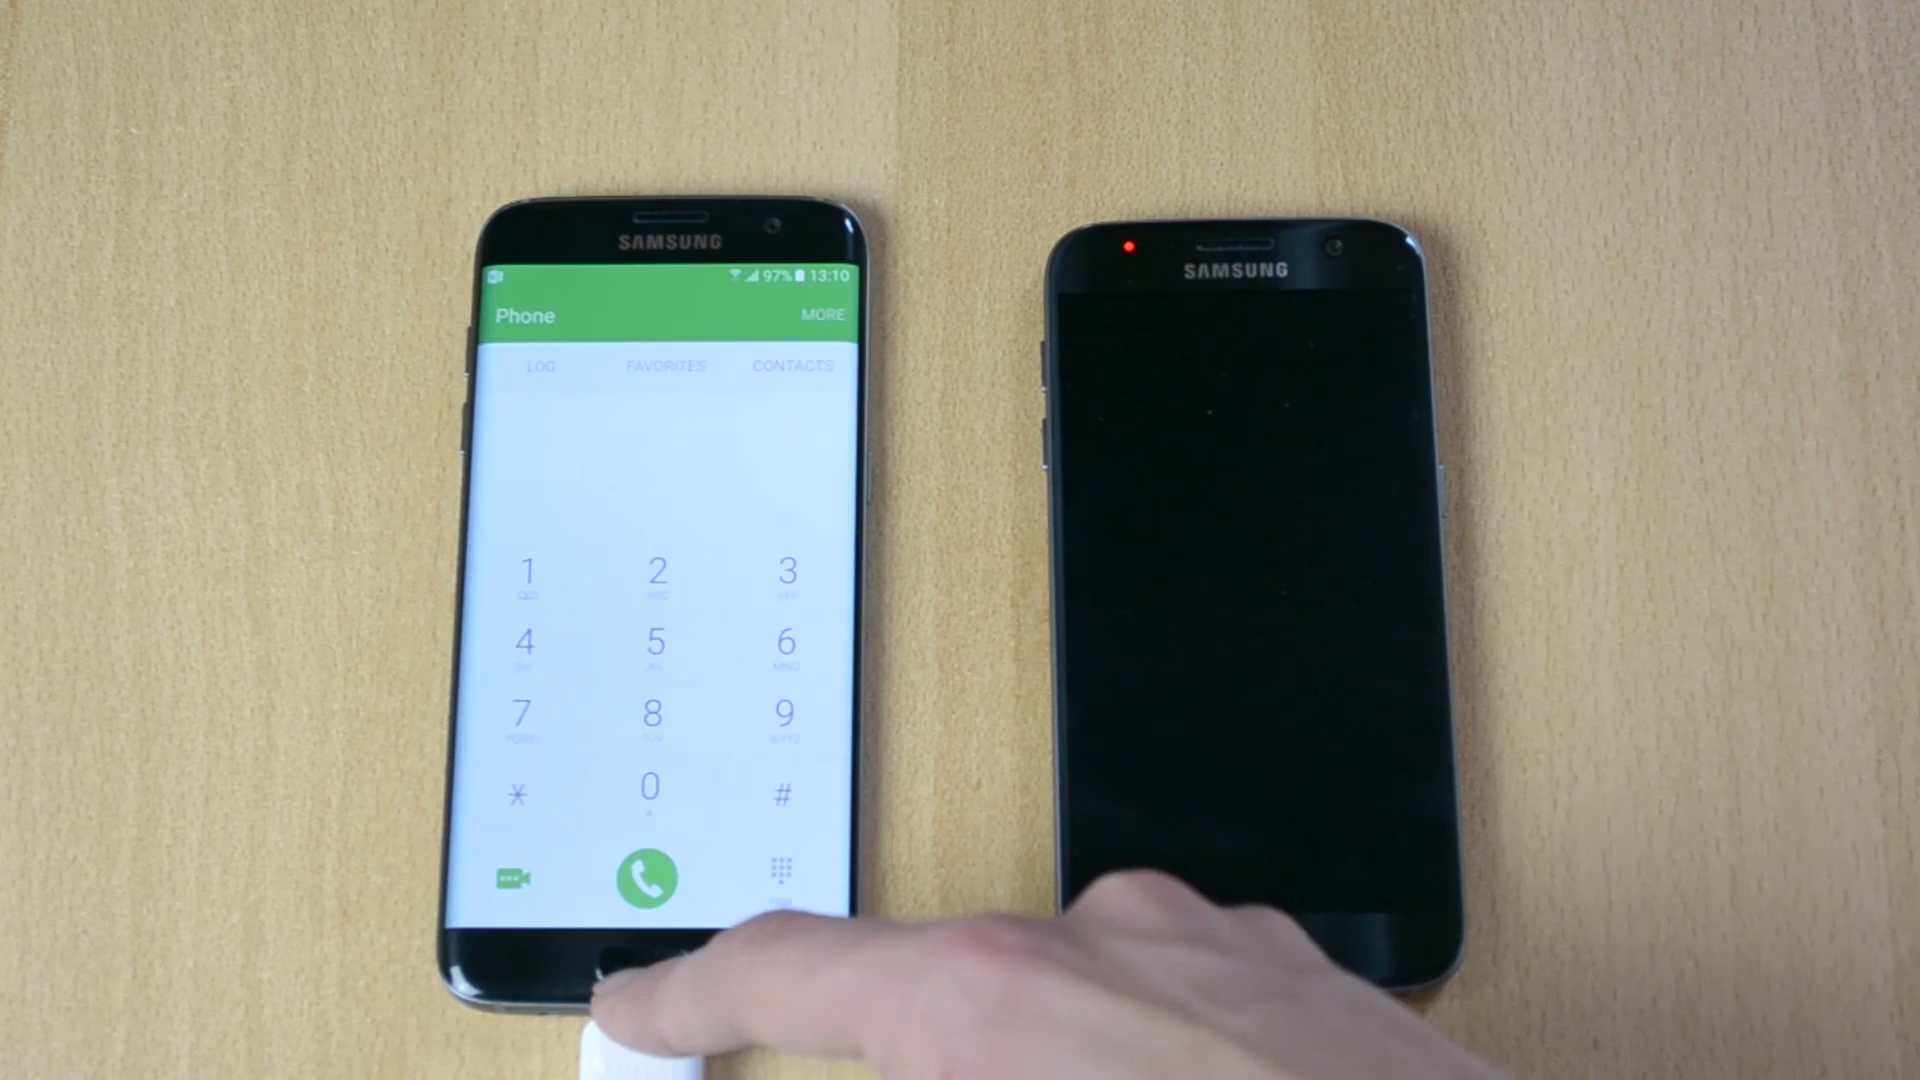 SAMSUNG
97% 13:10
Phone MORE
LOG FAVORITES CONTACTS
1 2 3
4 5 6
7 8 9
* 0 #
+
SAMSUNG